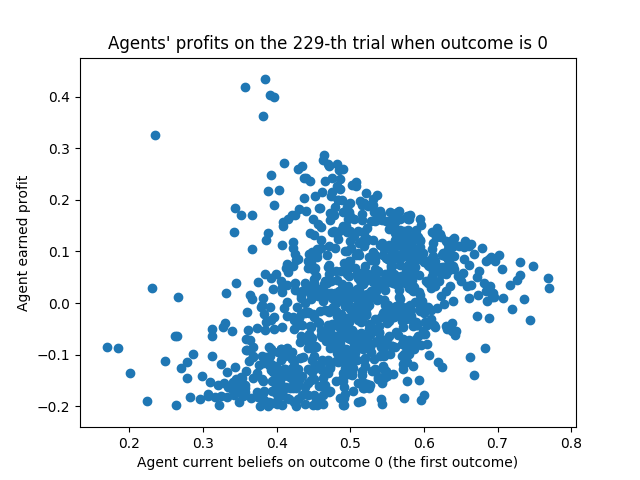 Agents' profits on the 229-th trial when outcome is 0
Agent earned profit
0.4
0.3
0.2
0.1
0.0
−0.1
−0.2
0.2 0.3 0.4 0.5 0.6 0.7 0.8
Agent current beliefs on outcome 0 (the first outcome)